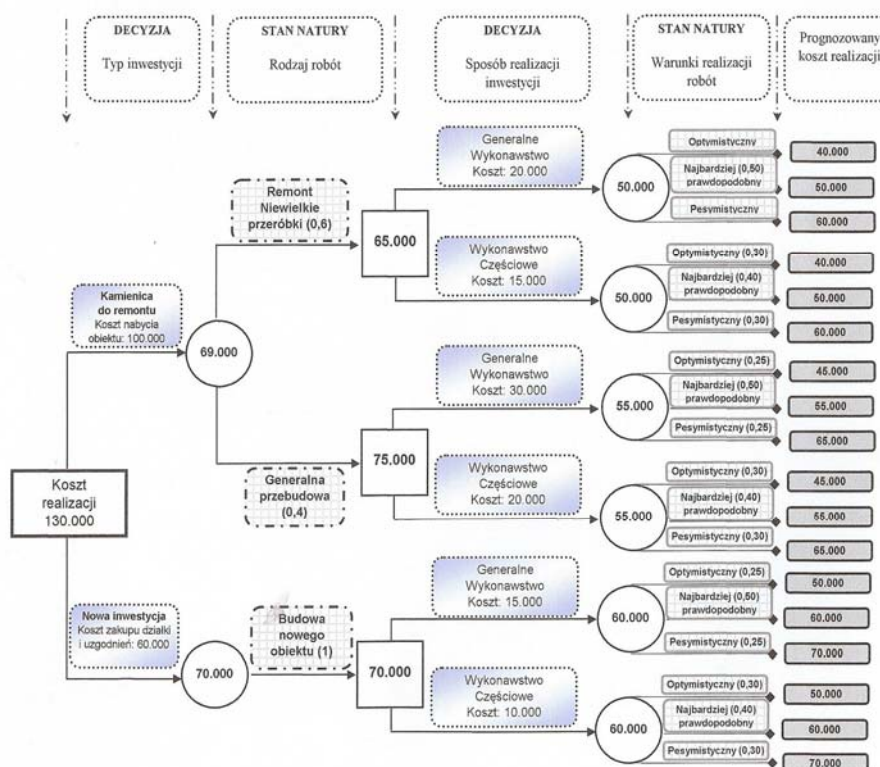 DECYZJA
Typ inwestycji
STAN NATURY
Rodzaj robót
DECYZJA
Sposób realizacji
inwestycji
STAN NATURY
Warunki realizacji
robót
Prognozowany
koszt realizacji
Generalne
Wykonawstwo
Koszt: 20.000
50.000
Optymistyczny
40.000
Najbardziej (0,50)
prawdopodobny
50.000
Pesymistyczny
60.000
Remont
Niewielkie
przeróbki (0,6)
65.000
Wykonawstwo
Częściowe
Koszt: 15.000
50.000
Optymistyczny (0,30)
40.000
Najbardziej (0,40)
prawdopodobny
50.000
Pesymistyczny (0,30)
60.000
Kamienica
do remontu
Koszt nabycia
obiektu: 100.000
69.000
Generalne
Wykonawstwo
Koszt: 30.000
55.000
Optymistyczny (0,25)
45.000
Najbardziej (0,50)
prawdopodobny
55.000
Pesymistyczny (0,25)
65.000
Generalna
przebudowa
(0,4)
75.000
Wykonawstwo
Częściowe
Koszt: 20.000
55.000
Optymistyczny (0,30)
45.000
Najbardziej (0,40)
prawdopodobny
55.000
Pesymistyczny (0,30)
65.000
Koszt
realizacji
130.000
Nowa inwestycja
Koszt zakupu działki
i uzgodnień: 60.000
70.000
Budowa
nowego
obiektu (1)
70.000
Generalne
Wykonawstwo
Koszt: 15.000
60.000
Optymistyczny (0,25)
50.000
Najbardziej (0,50)
prawdopodobny
60.000
Pesymistyczny (0,25)
70.000
Wykonawstwo
Częściowe
Koszt: 10.000
60.000
Optymistyczny (0,30)
50.000
Najbardziej (0,40)
prawdopodobny
60.000
Pesymistyczny (0,30)
70.000